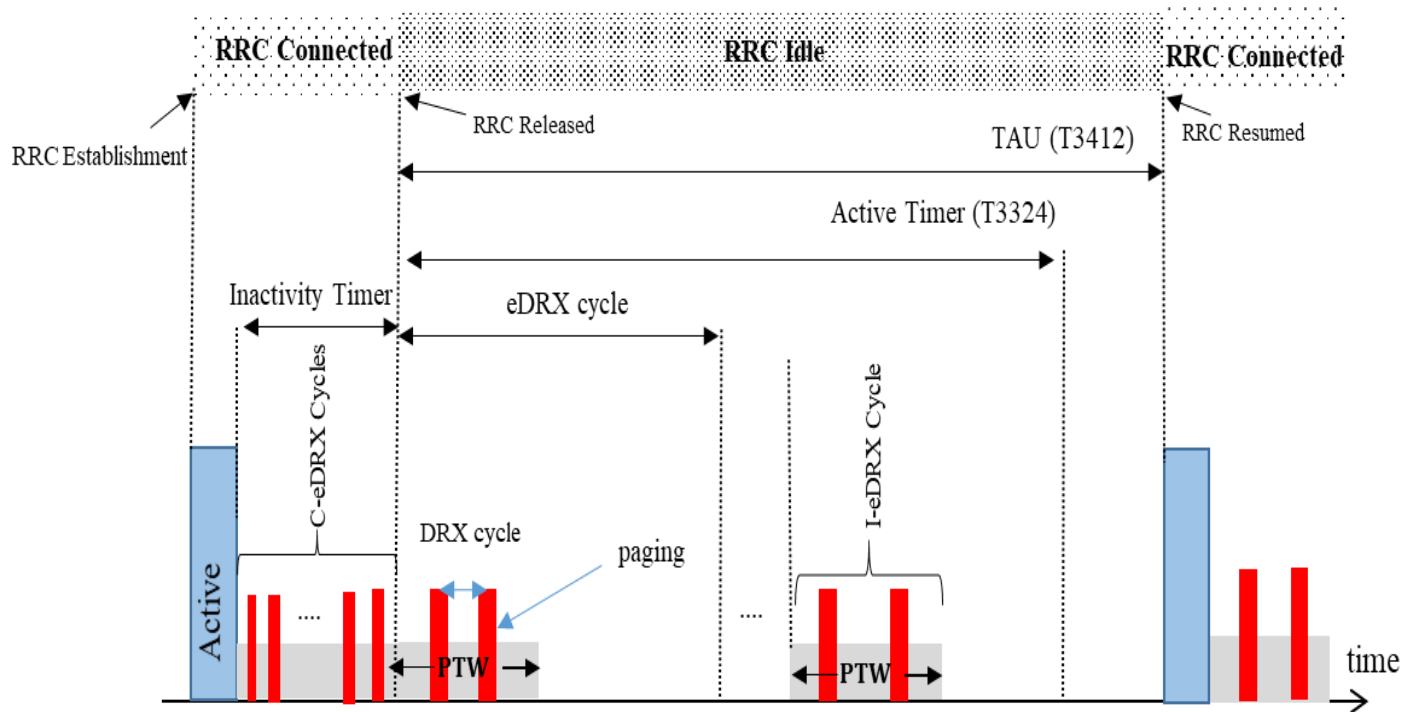 RRC Connected
RRC Idle
RRC Connected
RRC Establishment
RRC Released
RRC Resumed
TAU (T3412)
Active Timer (T3324)
Inactivity Timer
eDRX cycle
C-eDRX Cycles
I-eDRX Cycle
DRX cycle
paging
Active
....
....
PTW
PTW
time